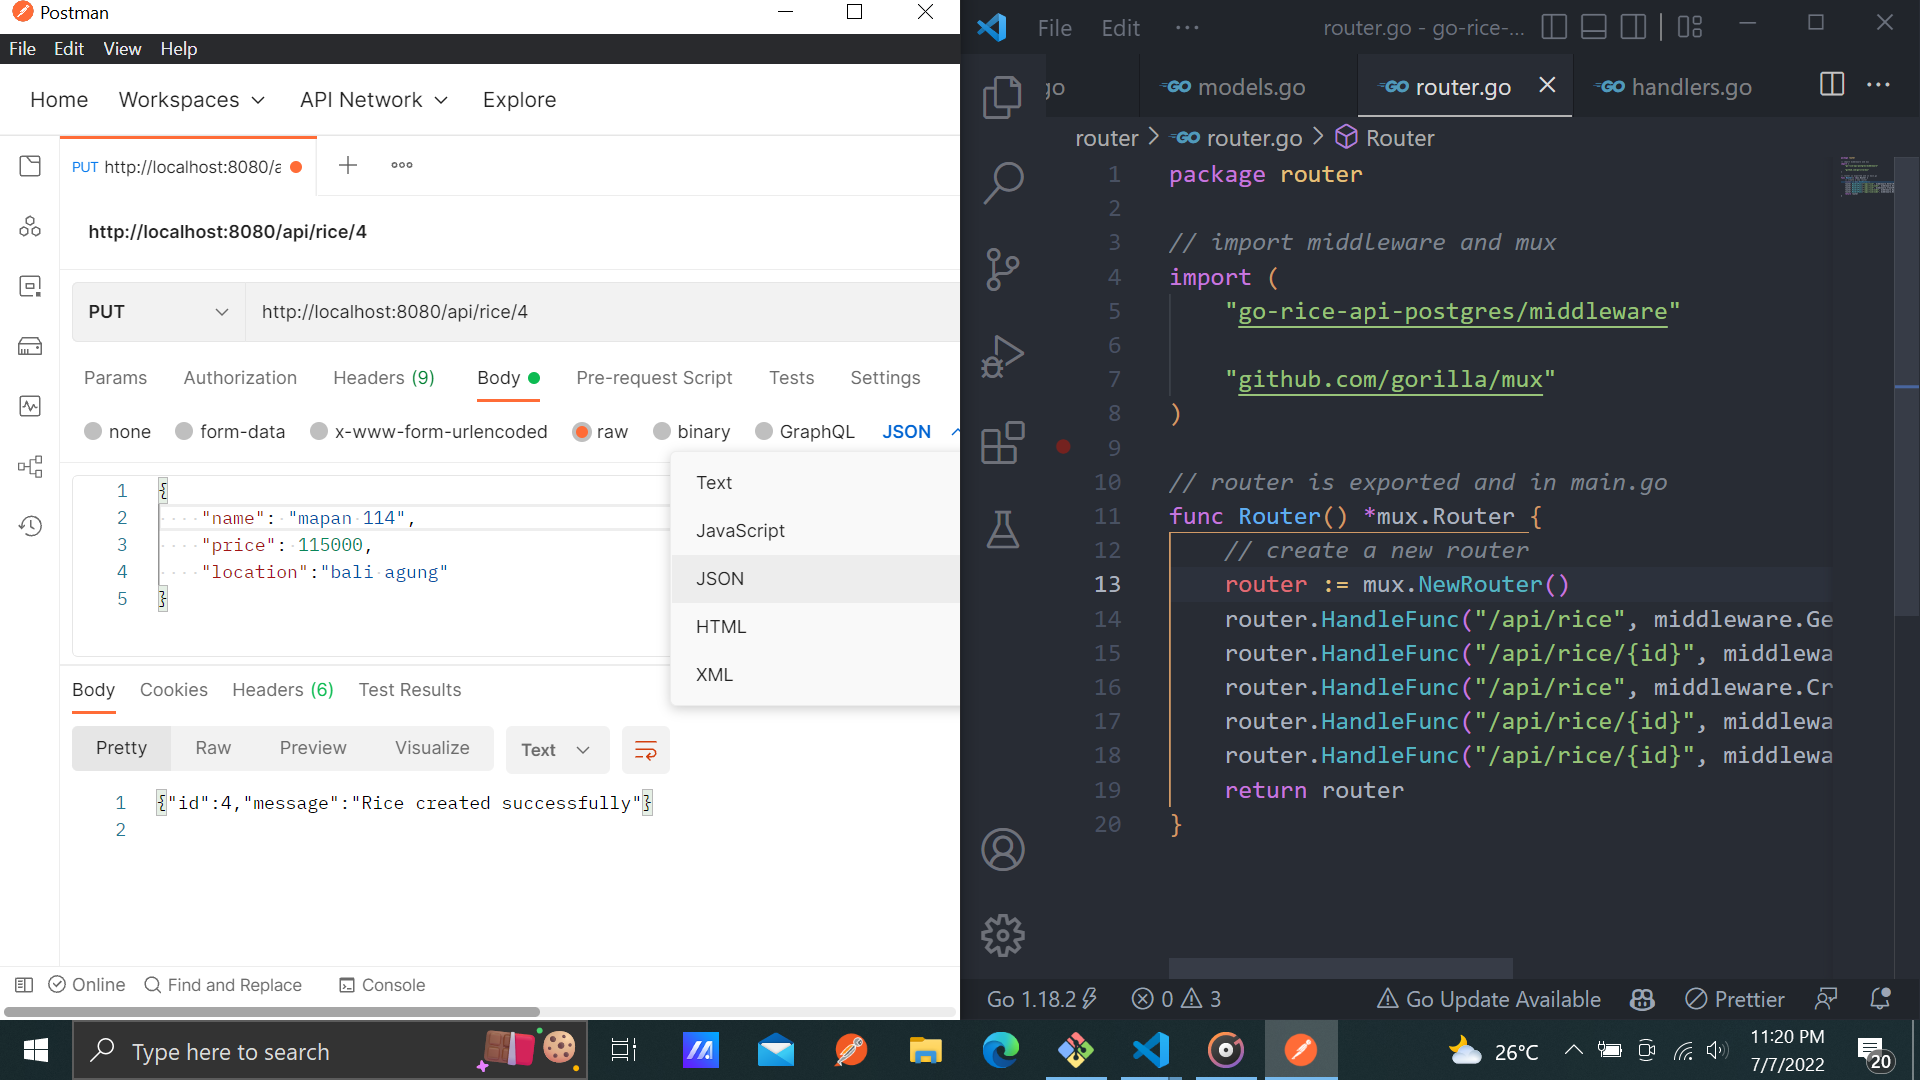 Postman
File Edit View Help
Home Workspaces API Network Explore
PUT http://localhost:8080/a
http://localhost:8080/api/rice/4
PUT http://localhost:8080/api/rice/4
Params Authorization Headers (9) Body Pre-request Script Tests Settings
none form-data x-www-form-urlencoded raw binary GraphQL JSON
Text
JavaScript
JSON
HTML
XML
1 {
2 "name": "mapan 114",
3 "price": 115000,
4 "location":"bali agung"
5 }
Body Cookies Headers (6) Test Results
Pretty Raw Preview Visualize Text
1 {"id":4,"message":"Rice created successfully"}
2
Online Find and Replace Console
File Edit ··· router.go - go-rice-...
go models.go router.go handlers.go
router > router.go > Router
1 package router
2
3 // import middleware and mux
4 import (
5 "go-rice-api-postgres/middleware"
6
7 "github.com/gorilla/mux"
8 )
9
10 // router is exported and in main.go
11 func Router() *mux.Router {
12 // create a new router
13 router := mux.NewRouter()
14 router.HandleFunc("/api/rice", middleware.Ge
15 router.HandleFunc("/api/rice/{id}", middlewa
16 router.HandleFunc("/api/rice", middleware.Cr
17 router.HandleFunc("/api/rice/{id}", middlewa
18 router.HandleFunc("/api/rice/{id}", middlewa
19 return router
20 }
Go 1.18.2 0 3 Go Update Available Prettier
Type here to search 26°C 11:20 PM
7/7/2022 20